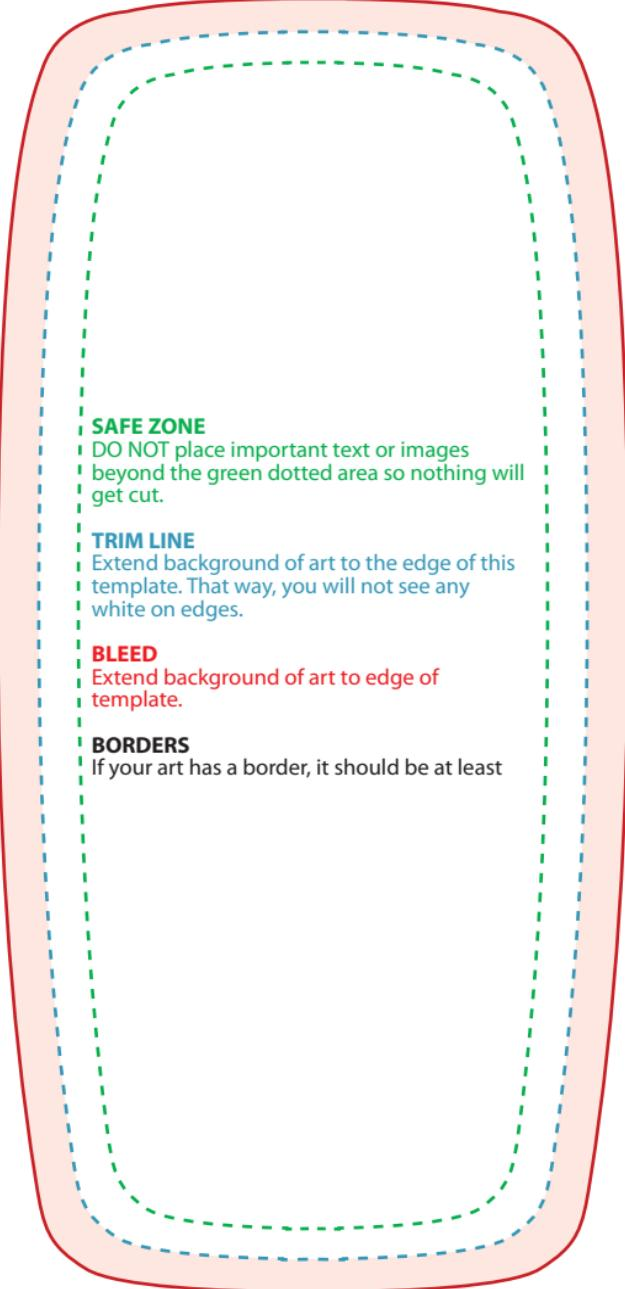 SAFE ZONE
DO NOT place important text or images
beyond the green dotted area so nothing will
get cut.
TRIM LINE
Extend background of art to the edge of this
template. That way, you will not see any
white on edges.
BLEED
Extend background of art to edge of
template.
BORDERS
If your art has a border, it should be at least